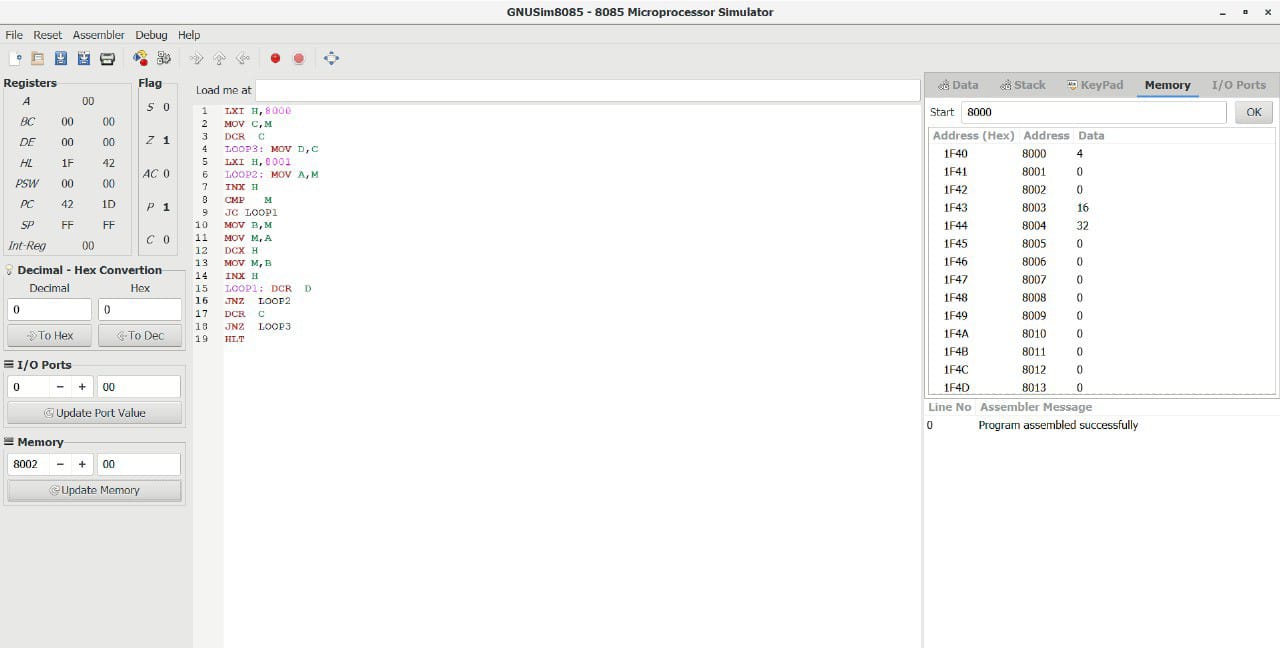 GNUSim8085 - 8085 Microprocessor Simulator
File Reset Assembler Debug Help
Registers
A 00
BC 00 00
DE 00 00
HL 1F 42
PSW 00 00
PC 42 1D
SP FF FF
Int-Reg 00
Flag
S 0
Z 1
AC 0
P 1
C 0
Decimal - Hex Convertion
Decimal Hex
0 0
To Hex To Dec
I/O Ports
0 − + 00
Update Port Value
Memory
8002 − + 00
Update Memory
Load me at
1 LXI H,8000
2 MOV C,M
3 DCR C
4 LOOP3: MOV D,C
5 LXI H,8001
6 LOOP2: MOV A,M
7 INX H
8 CMP M
9 JC LOOP1
10 MOV B,M
11 MOV M,A
12 DCX H
13 MOV M,B
14 INX H
15 LOOP1: DCR D
16 JNZ LOOP2
17 DCR C
18 JNZ LOOP3
19 HLT
Data Stack KeyPad Memory I/O Ports
Start 8000 OK
Address (Hex) Address Data
1F40 8000 4
1F41 8001 0
1F42 8002 0
1F43 8003 16
1F44 8004 32
1F45 8005 0
1F46 8006 0
1F47 8007 0
1F48 8008 0
1F49 8009 0
1F4A 8010 0
1F4B 8011 0
1F4C 8012 0
1F4D 8013 0
Line No Assembler Message
0 Program assembled successfully